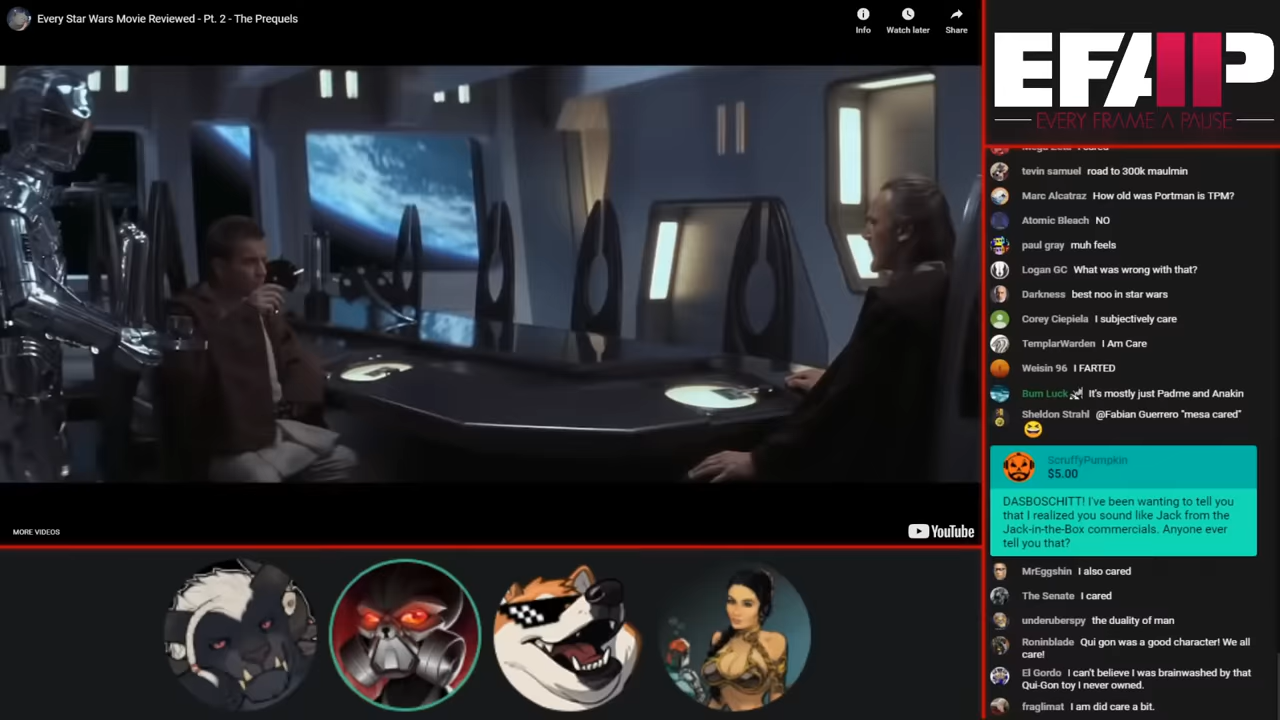 Every Star Wars Movie Reviewed - Pt. 2 - The Prequels
Info
Watch later
Share
MORE VIDEOS
YouTube
EFAP
EVERY FRAME A PAUSE
tevin samuel road to 300k maulmin
Marc Alcatraz How old was Portman is TPM?
Atomic Bleach NO
paul gray muh feels
Logan GC What was wrong with that?
Darkness best noo in star wars
Corey Ciepiela I subjectively care
TemplarWarden I Am Care
Weisin 96 I FARTED
Bum Luck It's mostly just Padme and Anakin
Sheldon Strahl @Fabian Guerrero "mesa cared"
ScruffyPumpkin
$5.00
DASBOSCHITT! I've been wanting to tell you
that I realized you sound like Jack from the
Jack-in-the-Box commercials. Anyone ever
tell you that?
MrEggshin I also cared
The Senate I cared
underuberspy the duality of man
Roninblade Qui gon was a good character! We all
care!
El Gordo I can't believe I was brainwashed by that
Qui-Gon toy I never owned.
fraglimat I am did care a bit.